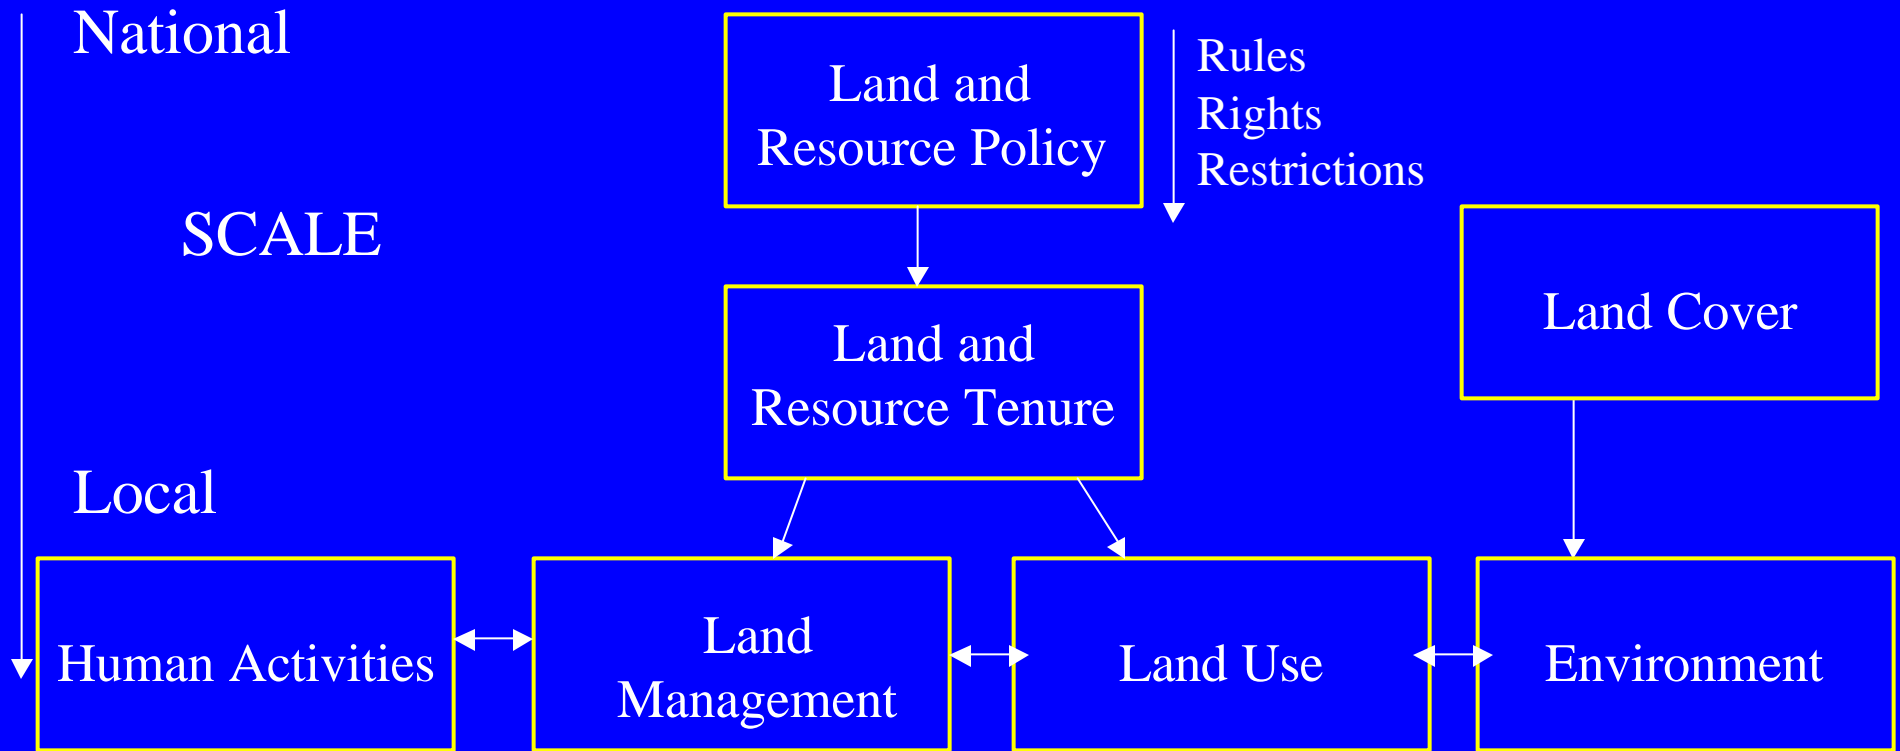 National
Land and
Resource Policy
Rules
Rights
Restrictions
SCALE
Land and
Resource Tenure
Land Cover
Local
Human Activities
Land
Management
Land Use
Environment